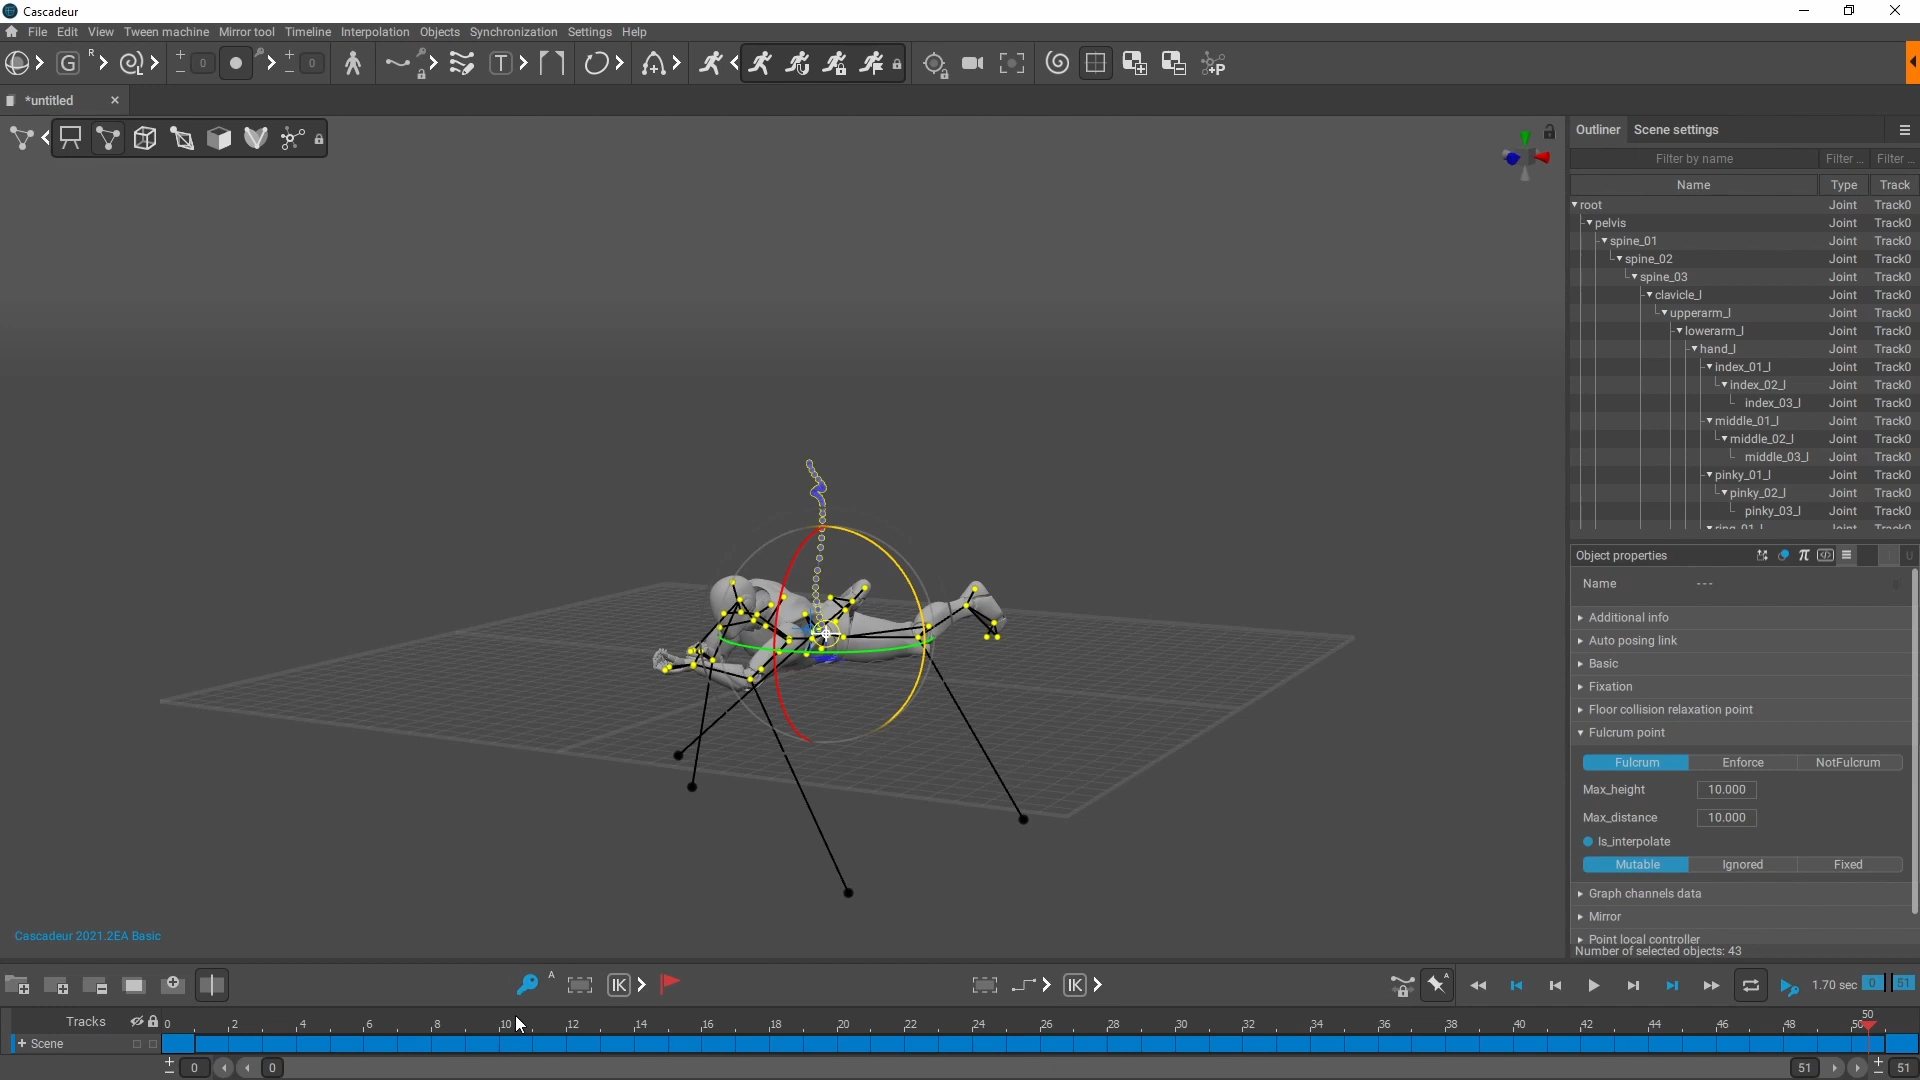 Cascadeur
File Edit View Tween machine Mirror tool Timeline Interpolation Objects Synchronization Settings Help
G R L 0 0 T +P
*untitled
Outliner Scene settings
Filter by name Filter ... Filter ...
Name Type Track
root Joint Track0
pelvis Joint Track0
spine_01 Joint Track0
spine_02 Joint Track0
spine_03 Joint Track0
clavicle_l Joint Track0
upperarm_l Joint Track0
lowerarm_l Joint Track0
hand_l Joint Track0
index_01_l Joint Track0
index_02_l Joint Track0
index_03_l Joint Track0
middle_01_l Joint Track0
middle_02_l Joint Track0
middle_03_l Joint Track0
pinky_01_l Joint Track0
pinky_02_l Joint Track0
pinky_03_l Joint Track0
ring_01_l Joint Track0
Object properties
Name ---
Additional info
Auto posing link
Basic
Fixation
Floor collision relaxation point
Fulcrum point
Fulcrum Enforce NotFulcrum
Max_height 10.000
Max_distance 10.000
Is_interpolate
Mutable Ignored Fixed
Graph channels data
Mirror
Point local controller
Number of selected objects: 43
Cascadeur 2021.2EA Basic
A IK IK A 1.70 sec 0 51
Tracks 0 2 4 6 8 10 12 14 16 18 20 22 24 26 28 30 32 34 36 38 40 42 44 46 48 50 50
+ Scene
0 0 51 51